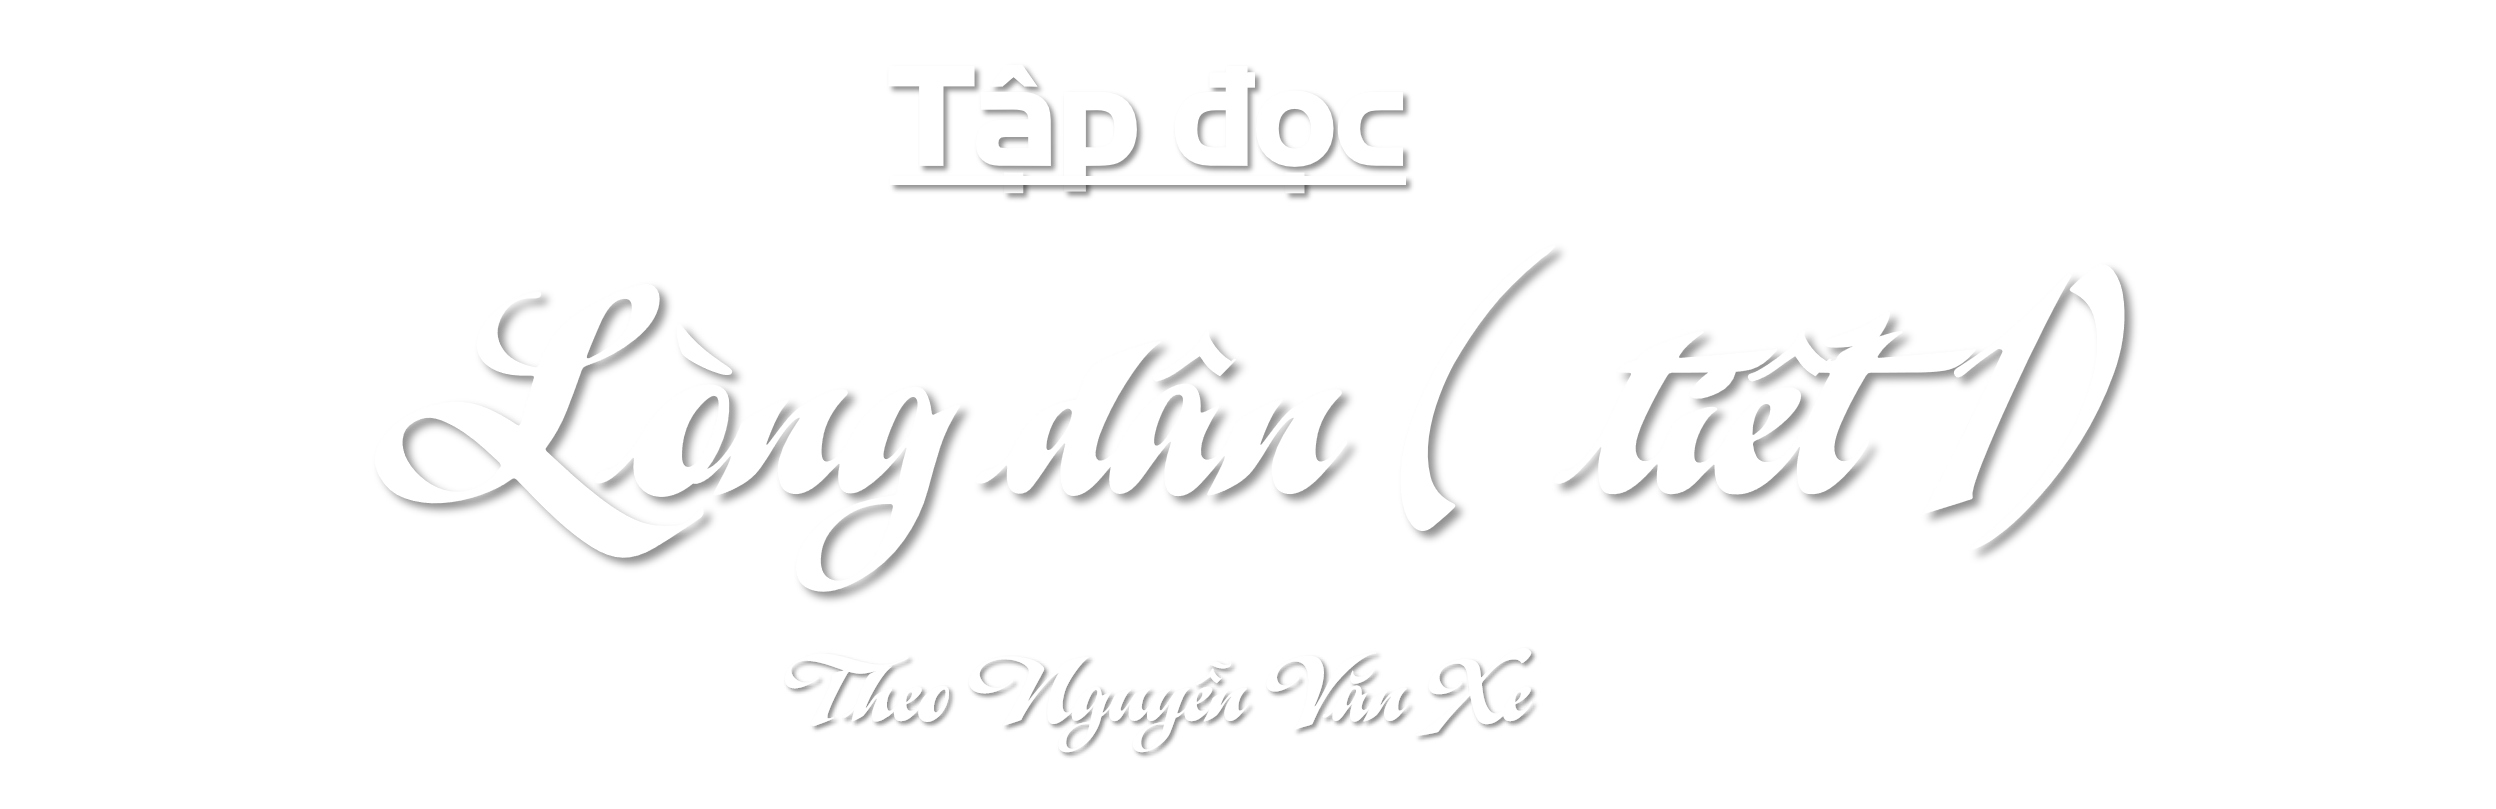 Tập đọc
Lòng dân ( tiết 1)
Theo Nguyễn Văn Xe